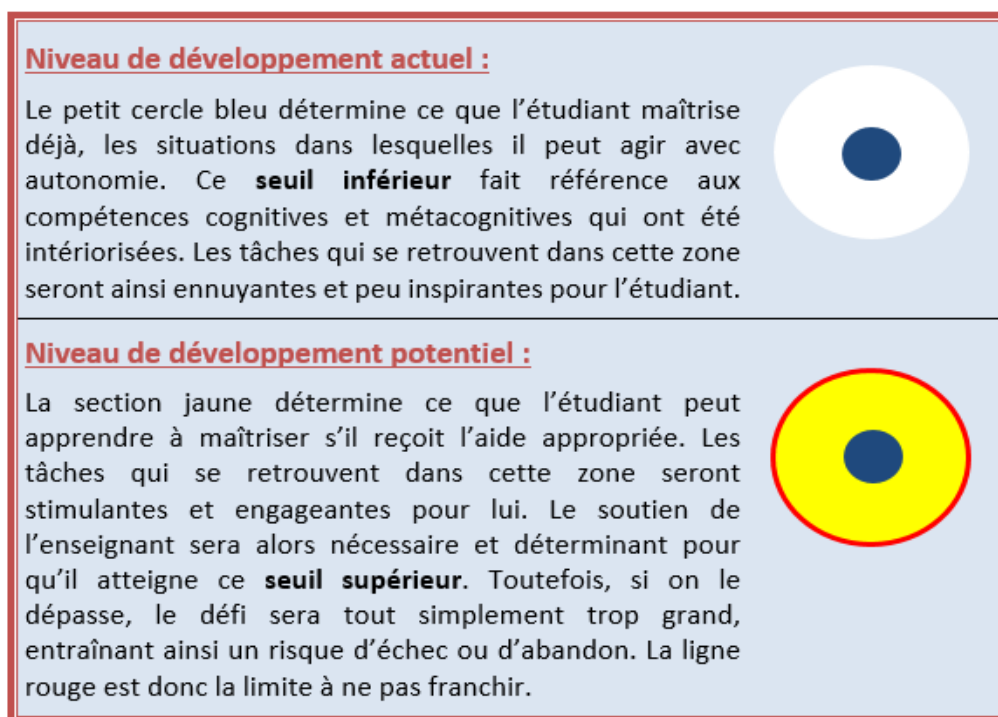 Niveau de développement actuel :
Le petit cercle bleu détermine ce que l’étudiant maîtrise
déjà, les situations dans lesquelles il peut agir avec
autonomie. Ce seuil inférieur fait référence aux
compétences cognitives et métacognitives qui ont été
intériorisées. Les tâches qui se retrouvent dans cette zone
seront ainsi ennuyantes et peu inspirantes pour l’étudiant.
Niveau de développement potentiel :
La section jaune détermine ce que l’étudiant peut
apprendre à maîtriser s’il reçoit l’aide appropriée. Les
tâches qui se retrouvent dans cette zone seront
stimulantes et engageantes pour lui. Le soutien de
l’enseignant sera alors nécessaire et déterminant pour
qu’il atteigne ce seuil supérieur. Toutefois, si on le
dépasse, le défi sera tout simplement trop grand,
entraînant ainsi un risque d’échec ou d’abandon. La ligne
rouge est donc la limite à ne pas franchir.